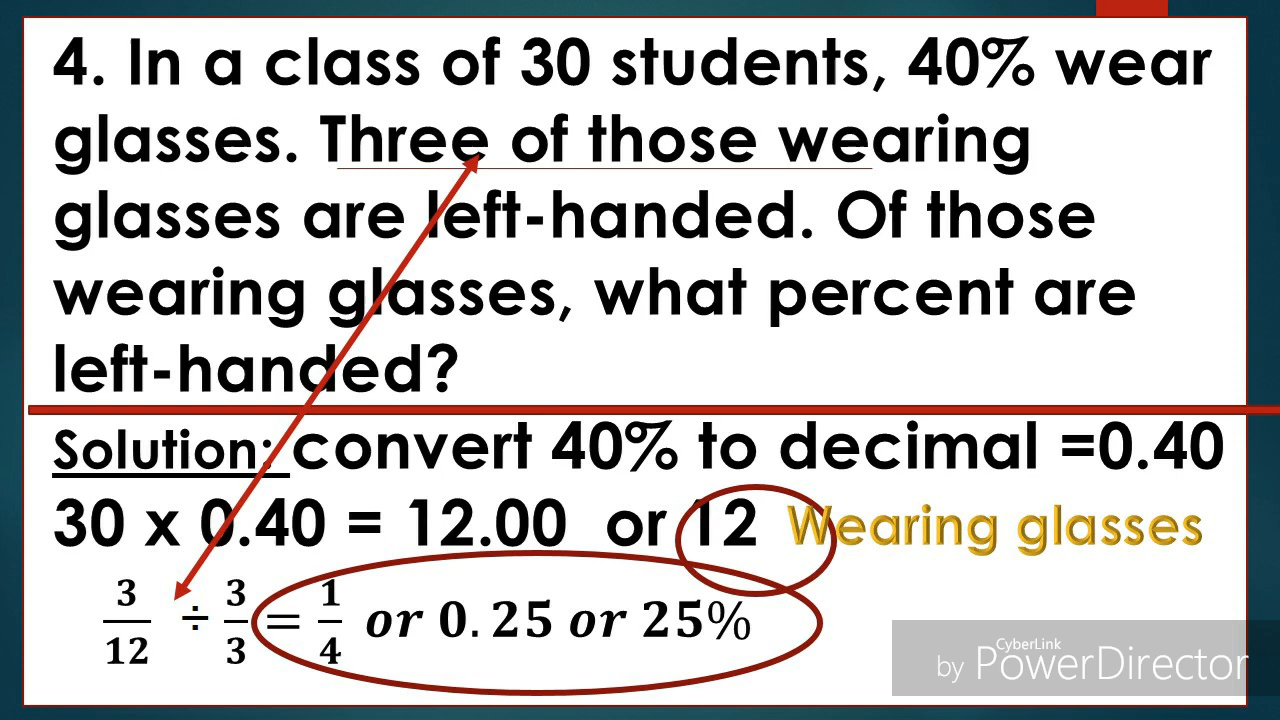 4. In a class of 30 students, 40% wear
glasses. Three of those wearing
glasses are left-handed. Of those
wearing glasses, what percent are
left-handed?
Solution: convert 40% to decimal =0.40
30 x 0.40 = 12.00 or 12 Wearing glasses
3/12 ÷ 3/3 = 1/4 or 0.25 or 25%
CyberLink
by PowerDirector